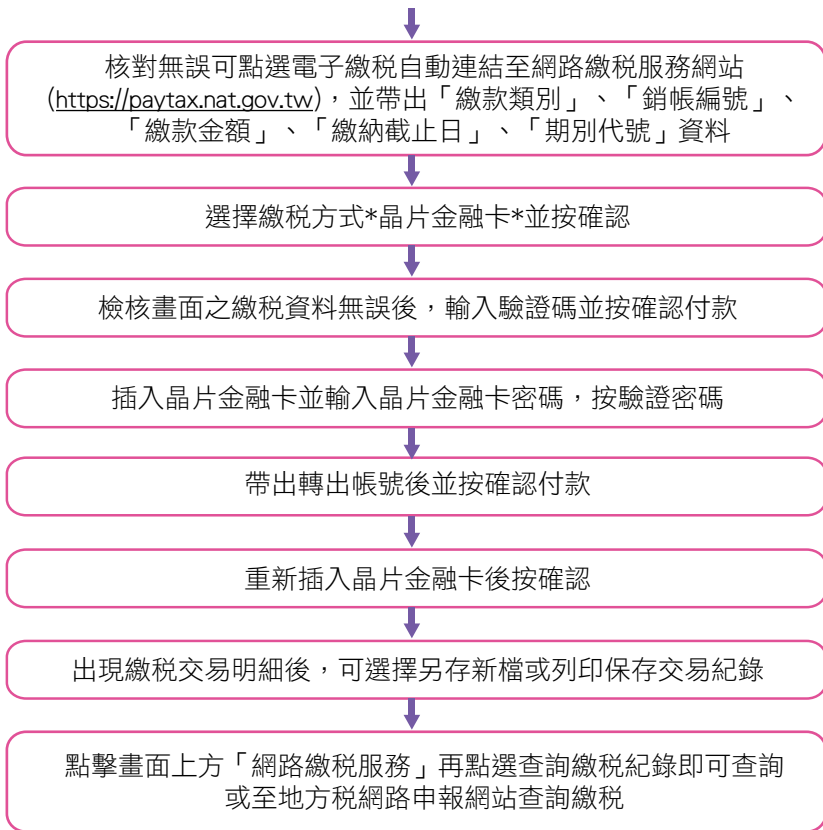 核對無誤可點選電子繳稅自動連結至網路繳稅服務網站
(https://paytax.nat.gov.tw)，並帶出「繳款類別」、「銷帳編號」、
「繳款金額」、「繳納截止日」、「期別代號」資料
選擇繳稅方式*晶片金融卡*並按確認
檢核畫面之繳稅資料無誤後，輸入驗證碼並按確認付款
插入晶片金融卡並輸入晶片金融卡密碼，按驗證密碼
帶出轉出帳號後並按確認付款
重新插入晶片金融卡後按確認
出現繳稅交易明細後，可選擇另存新檔或列印保存交易紀錄
點擊畫面上方「網路繳稅服務」再點選查詢繳稅紀錄即可查詢
或至地方稅網路申報網站查詢繳稅